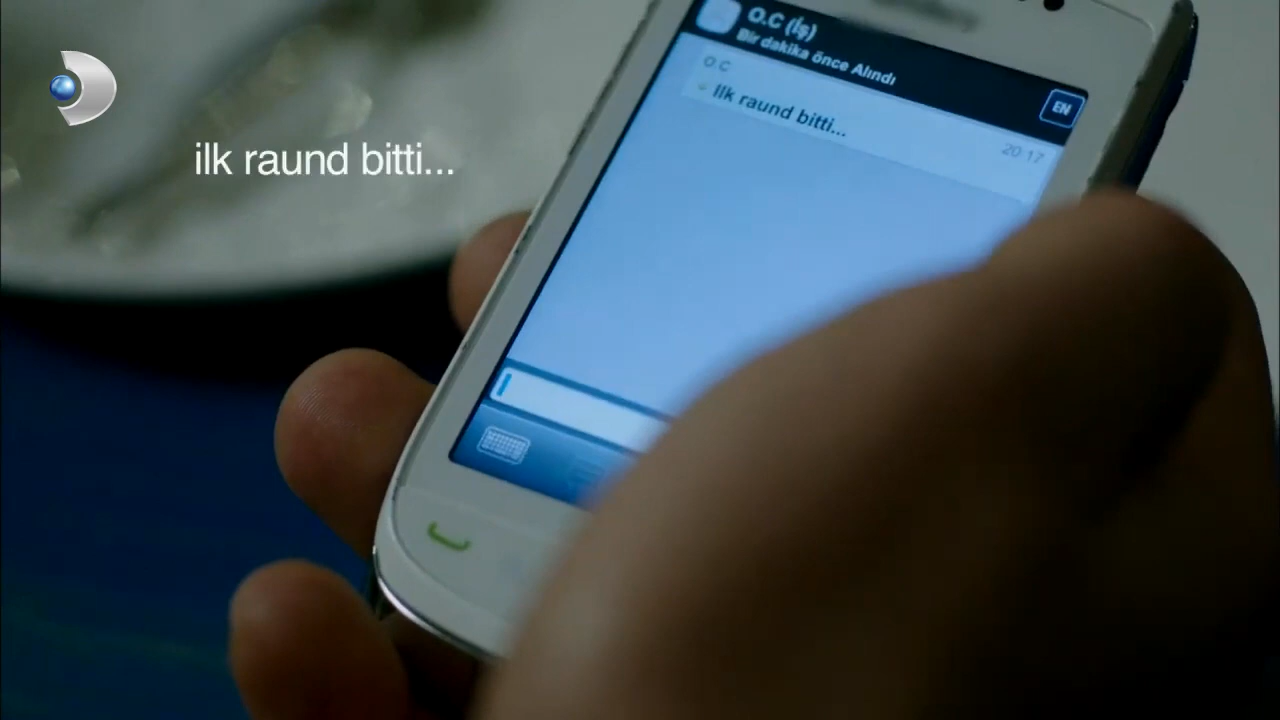 O.C (İş)
Bir dakika önce Alındı
EN
O C
Ilk raund bitti...
20 17
ilk raund bitti...